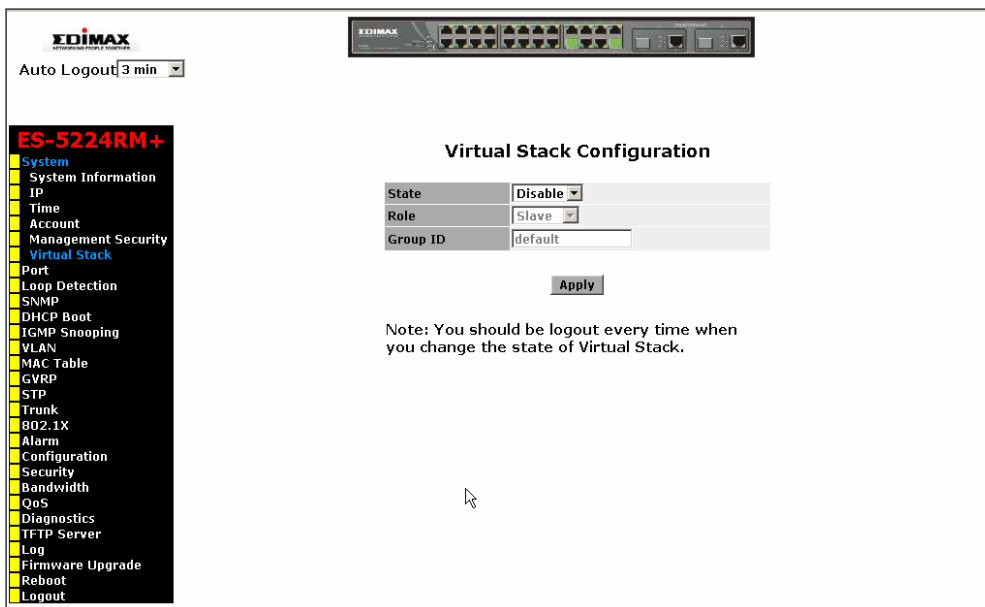 EDIMAX
NETWORKING PEOPLE TOGETHER
Auto Logout 3 min
EDIMAX
ES-5224RM+
System
System Information
IP
Time
Account
Management Security
Virtual Stack
Port
Loop Detection
SNMP
DHCP Boot
IGMP Snooping
VLAN
MAC Table
GVRP
STP
Trunk
802.1X
Alarm
Configuration
Security
Bandwidth
QoS
Diagnostics
TFTP Server
Log
Firmware Upgrade
Reboot
Logout
Virtual Stack Configuration
State Disable
Role Slave
Group ID default
Apply
Note: You should be logout every time when
you change the state of Virtual Stack.